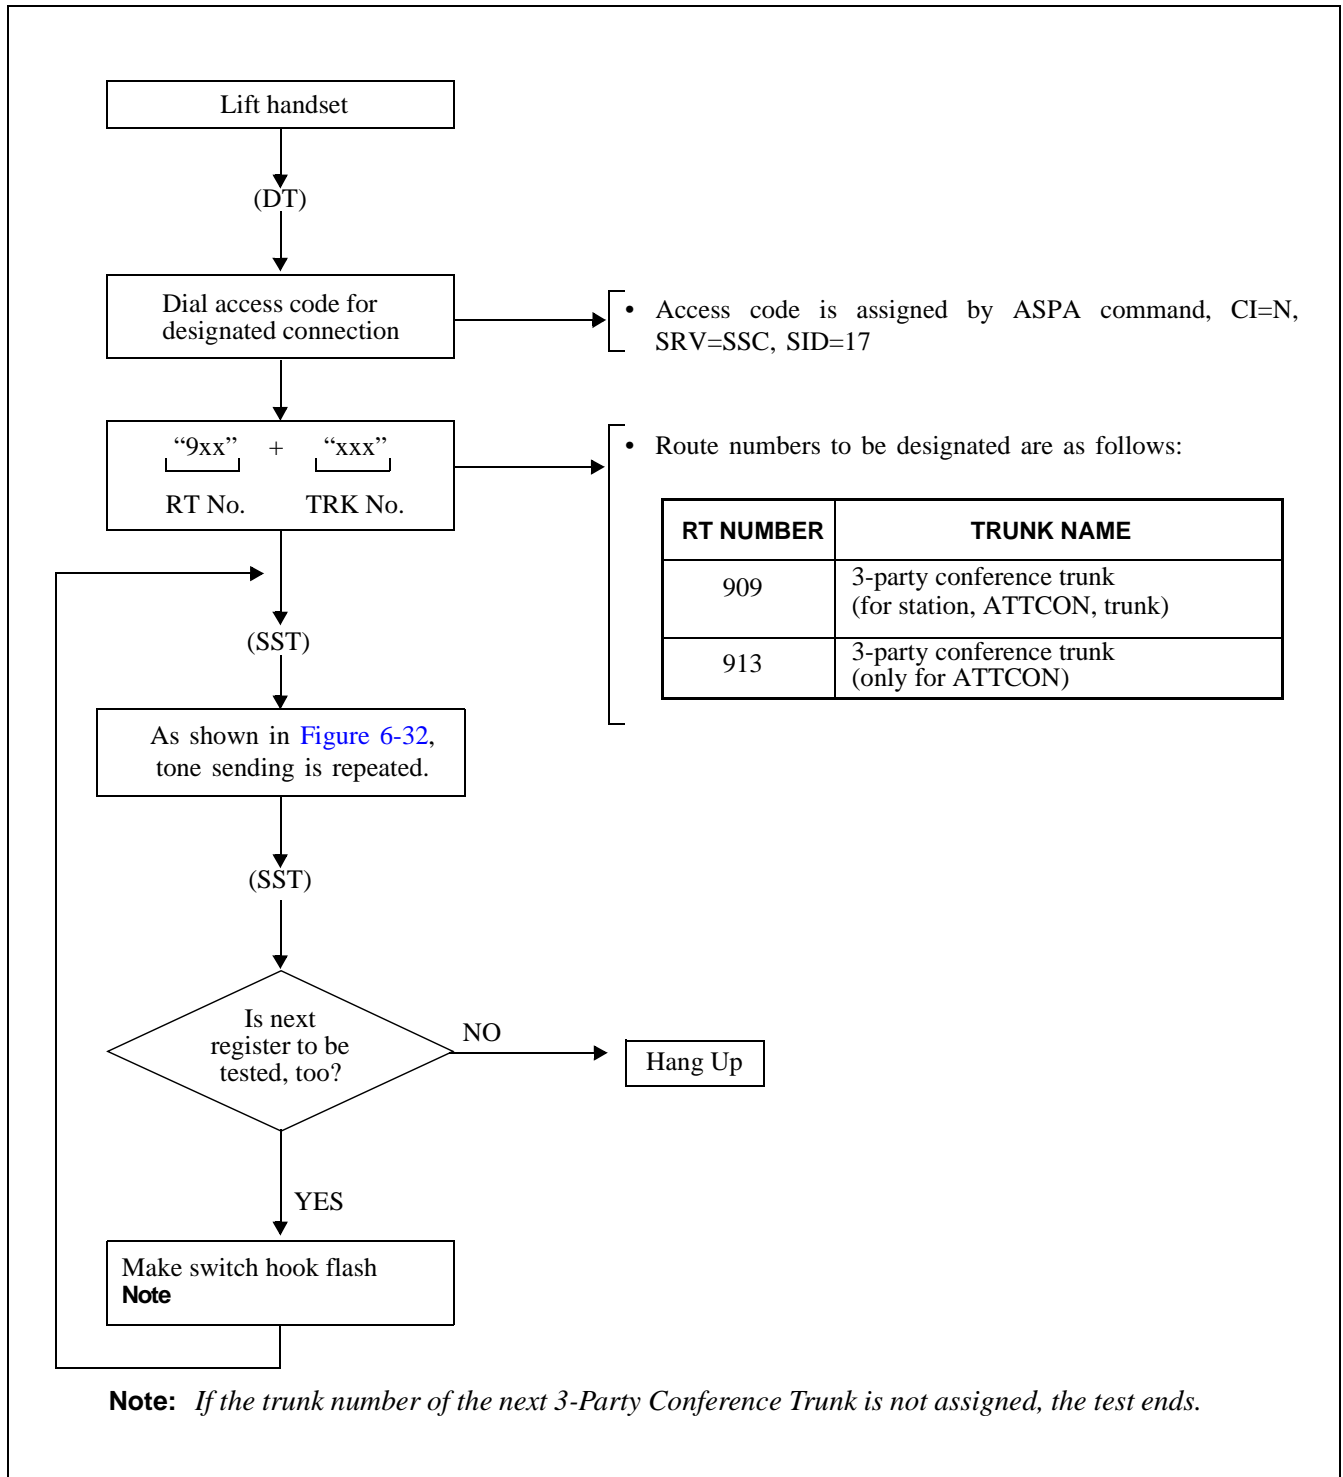 Lift handset
(DT)
Dial access code for
designated connection
• Access code is assigned by ASPA command, CI=N,
SRV=SSC, SID=17
“9xx” + “xxx”
RT No. TRK No.
• Route numbers to be designated are as follows:
RT NUMBER TRUNK NAME
909 3-party conference trunk
(for station, ATTCON, trunk)
913 3-party conference trunk
(only for ATTCON)
(SST)
As shown in Figure 6-32,
tone sending is repeated.
(SST)
Is next
register to be
tested, too?
NO
Hang Up
YES
Make switch hook flash
Note
Note: If the trunk number of the next 3-Party Conference Trunk is not assigned, the test ends.